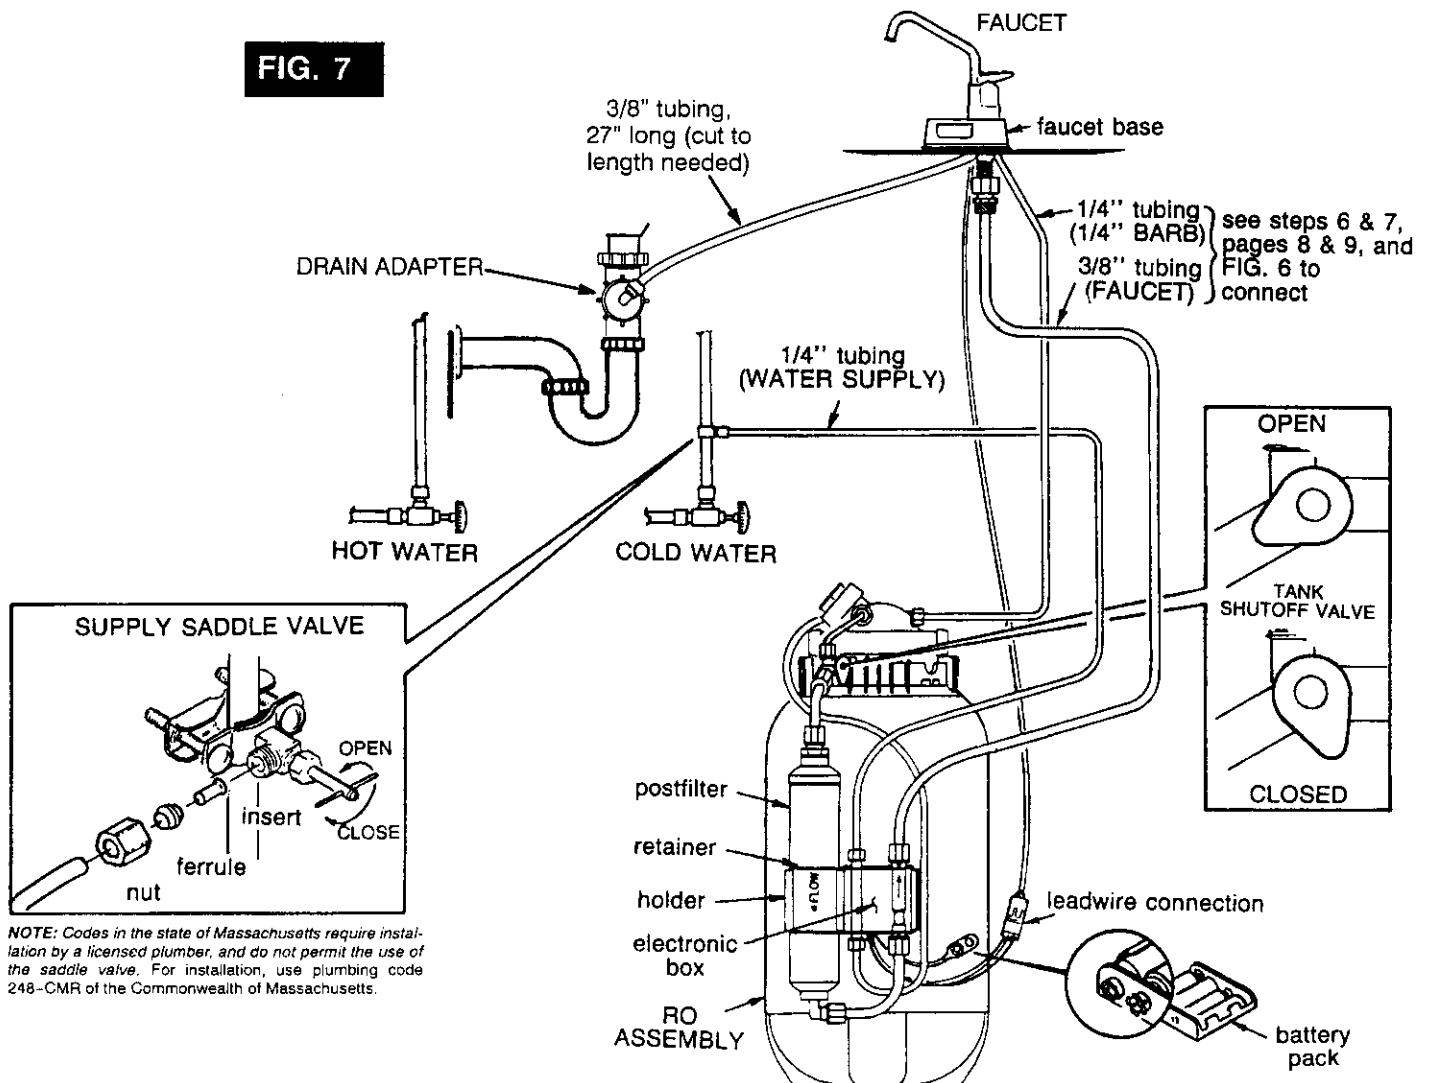 FIG. 7
FAUCET
faucet base
3/8" tubing,
27" long (cut to
length needed)
DRAIN ADAPTER
1/4'' tubing
(1/4'' BARB)
3/8'' tubing
(FAUCET)
see steps 6 & 7,
pages 8 & 9, and
FIG. 6 to
connect
1/4'' tubing
(WATER SUPPLY)
HOT WATER
COLD WATER
OPEN
TANK
SHUTOFF VALVE
CLOSED
SUPPLY SADDLE VALVE
OPEN
CLOSE
insert
ferrule
nut
NOTE: Codes in the state of Massachusetts require instal-
lation by a licensed plumber, and do not permit the use of
the saddle valve. For installation, use plumbing code
248-CMR of the Commonwealth of Massachusetts.
postfilter
retainer
holder
FLOW
electronic
box
RO
ASSEMBLY
leadwire connection
battery
pack